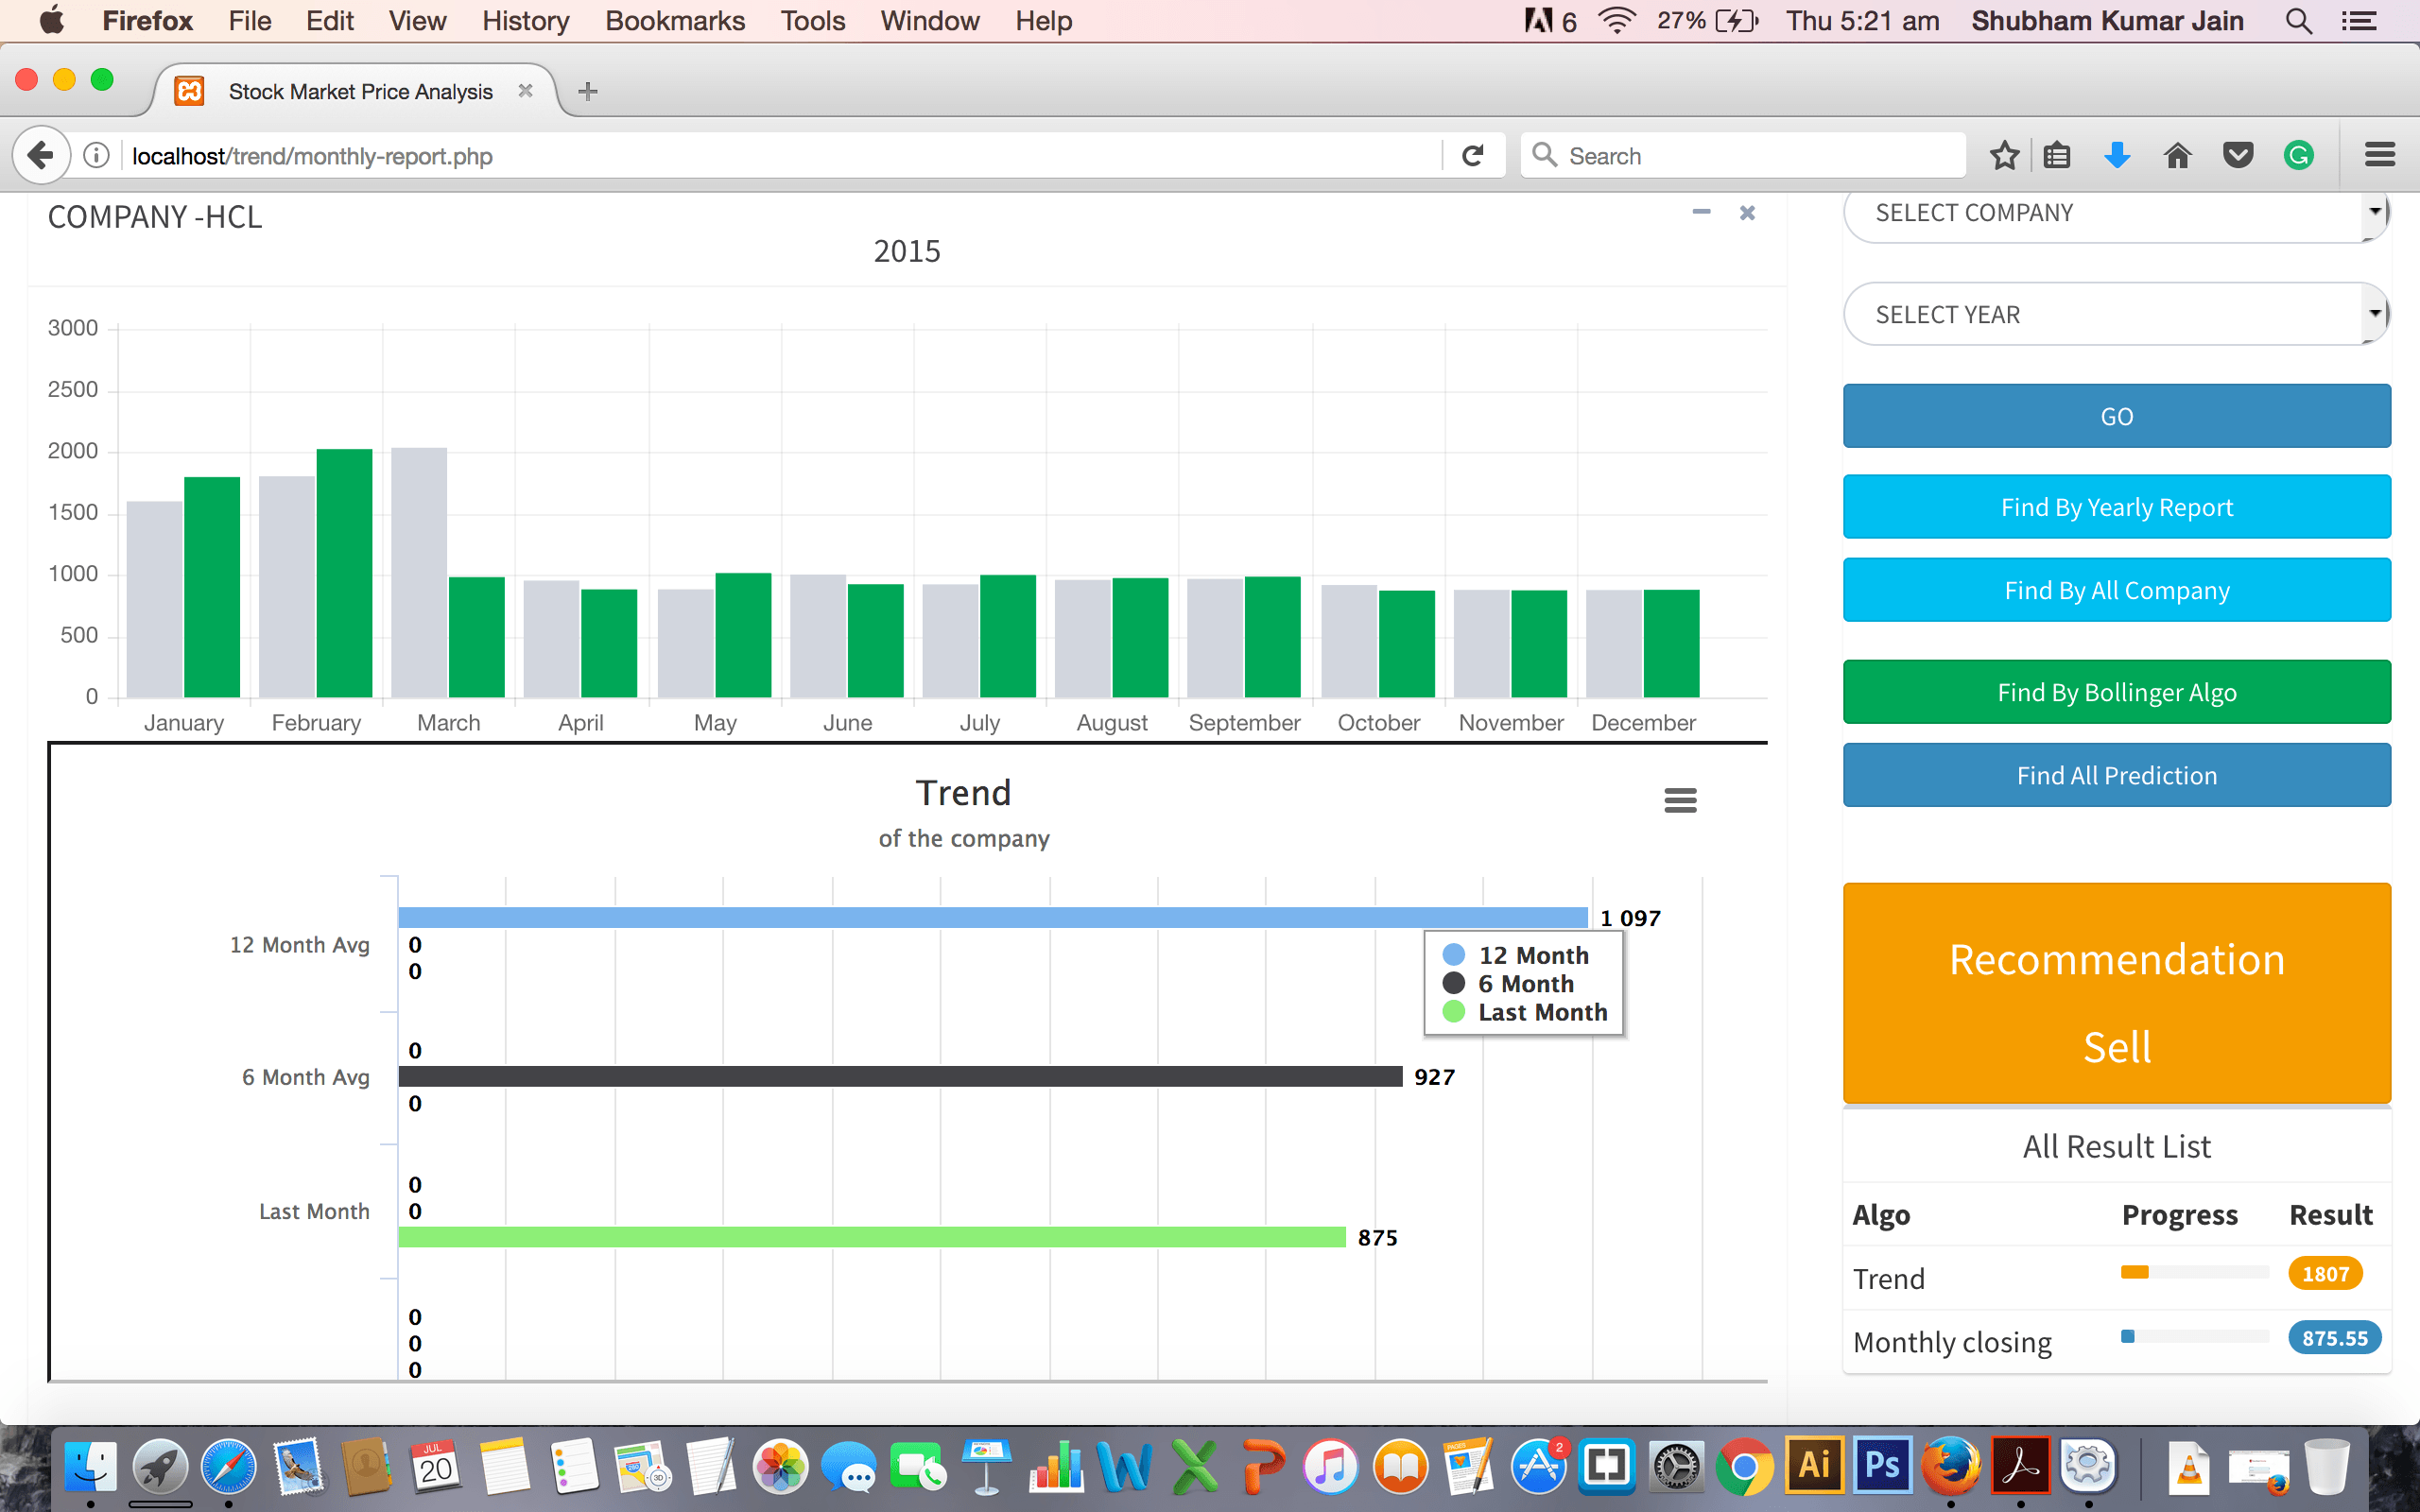 Firefox File Edit View History Bookmarks Tools Window Help 6 27% Thu 5:21 am Shubham Kumar Jain
Stock Market Price Analysis
localhost/trend/monthly-report.php
Search
COMPANY -HCL
2015
3000
2500
2000
1500
1000
500
0
January February March April May June July August September October November December
Trend
of the company
12 Month Avg
1 097
0
0
12 Month
6 Month
Last Month
6 Month Avg
0
927
0
Last Month
0
0
875
0
0
0
SELECT COMPANY
SELECT YEAR
GO
Find By Yearly Report
Find By All Company
Find By Bollinger Algo
Find All Prediction
Recommendation
Sell
All Result List
Algo Progress Result
Trend 1807
Monthly closing 875.55
JUL
20
3D
PAGES
2
Ai
Ps